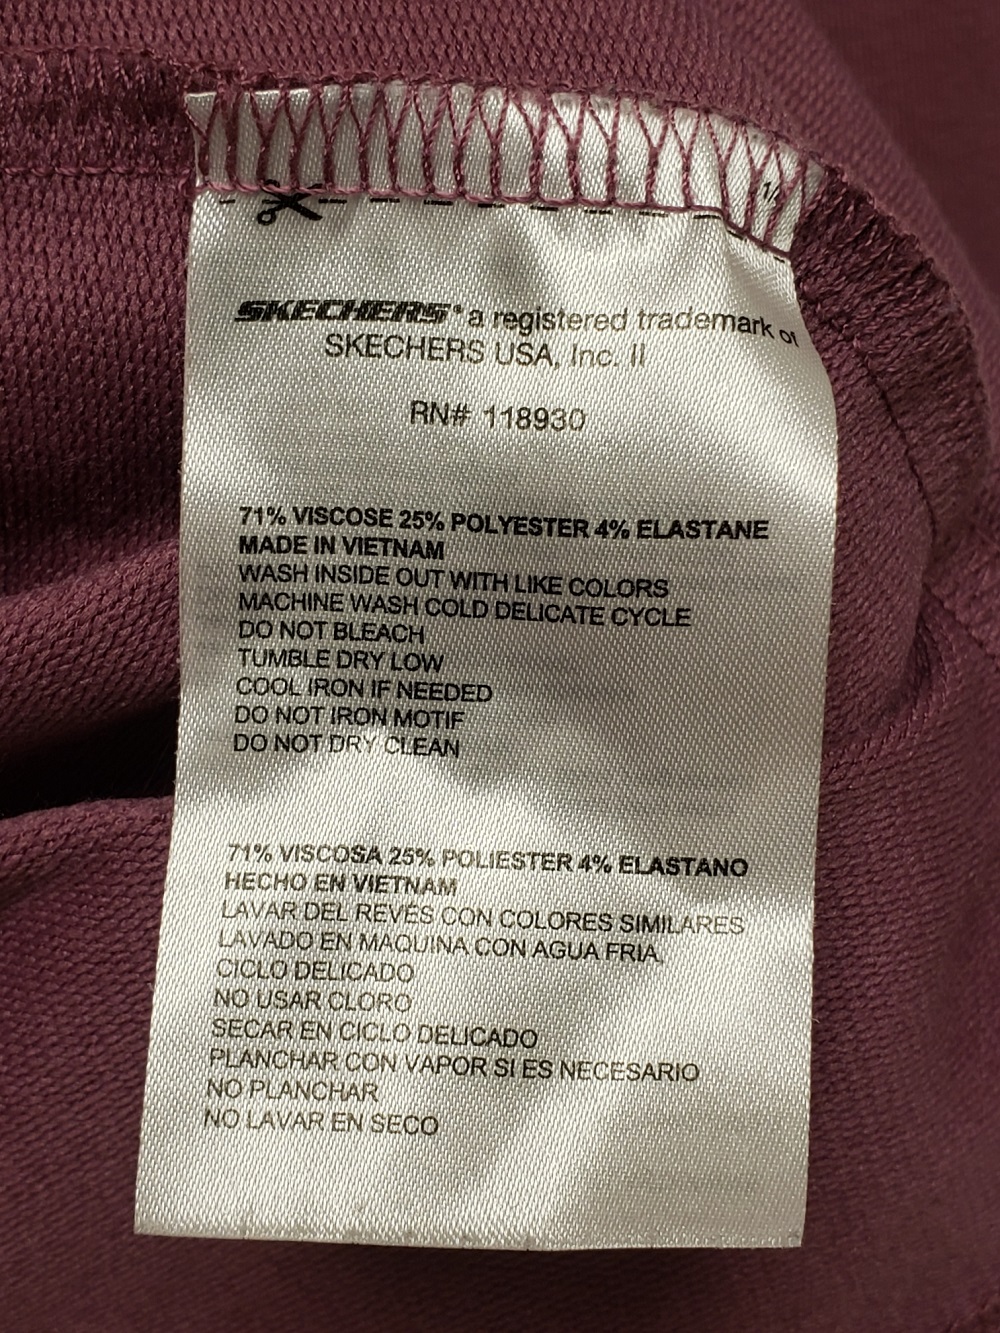 1/
SKECHERS® a registered trademark of
SKECHERS USA, Inc. II
RN# 118930
71% VISCOSE 25% POLYESTER 4% ELASTANE
MADE IN VIETNAM
WASH INSIDE OUT WITH LIKE COLORS
MACHINE WASH COLD DELICATE CYCLE
DO NOT BLEACH
TUMBLE DRY LOW
COOL IRON IF NEEDED
DO NOT IRON MOTIF
DO NOT DRY CLEAN
71% VISCOSA 25% POLIESTER 4% ELASTANO
HECHO EN VIETNAM
LAVAR DEL REVÉS CON COLORES SIMILARES
LAVADO EN MAQUINA CON AGUA FRIA,
CICLO DELICADO
NO USAR CLORO
SECAR EN CICLO DELICADO
PLANCHAR CON VAPOR SI ES NECESARIO
NO PLANCHAR
NO LAVAR EN SECO